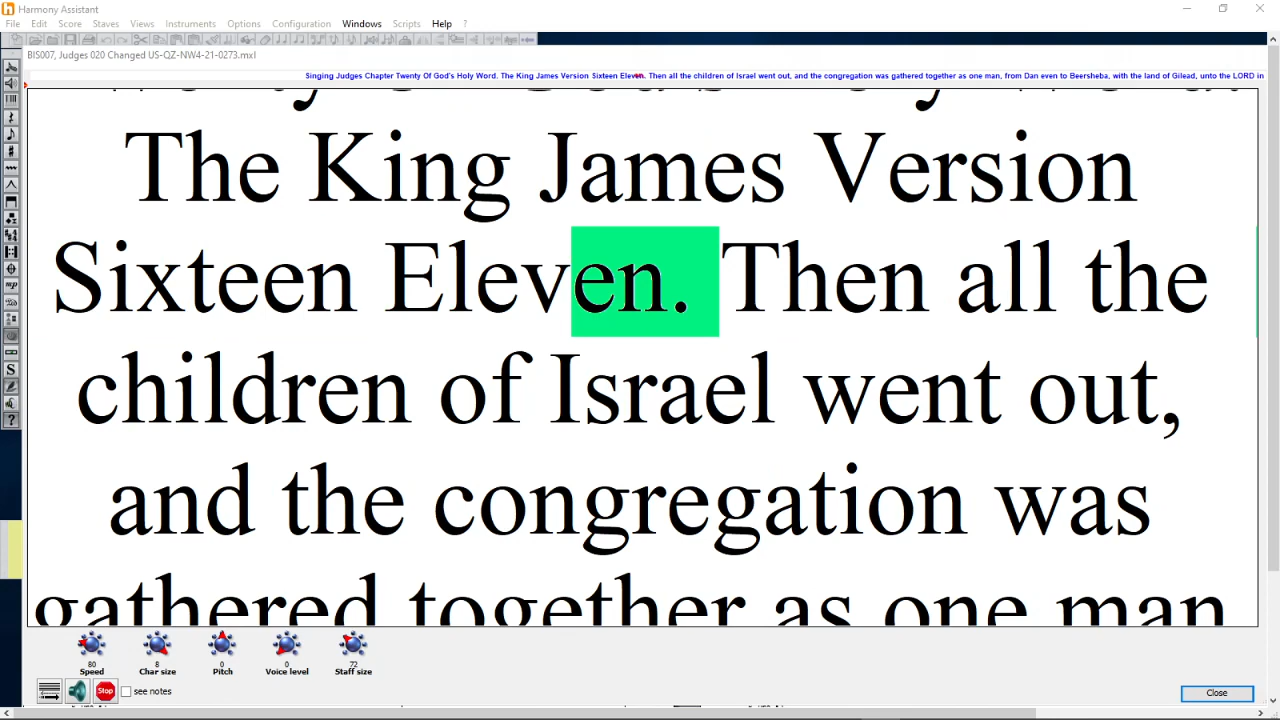 Harmony Assistant
File Edit Score Staves Views Instruments Options Configuration Windows Scripts Help ?
BIS007, Judges 020 Changed US-QZ-NW4-21-0273.mxl
Singing Judges Chapter Twenty Of God's Holy Word. The King James Version Sixteen Eleven. Then all the children of Israel went out, and the congregation was gathered together as one man, from Dan even to Beersheba, with the land of Gilead, unto the LORD in
The King James Version
Sixteen Eleven. Then all the
children of Israel went out,
and the congregation was
gathered together as one man
80 8 0 0 72
Speed Char size Pitch Voice level Staff size
Stop see notes
Close